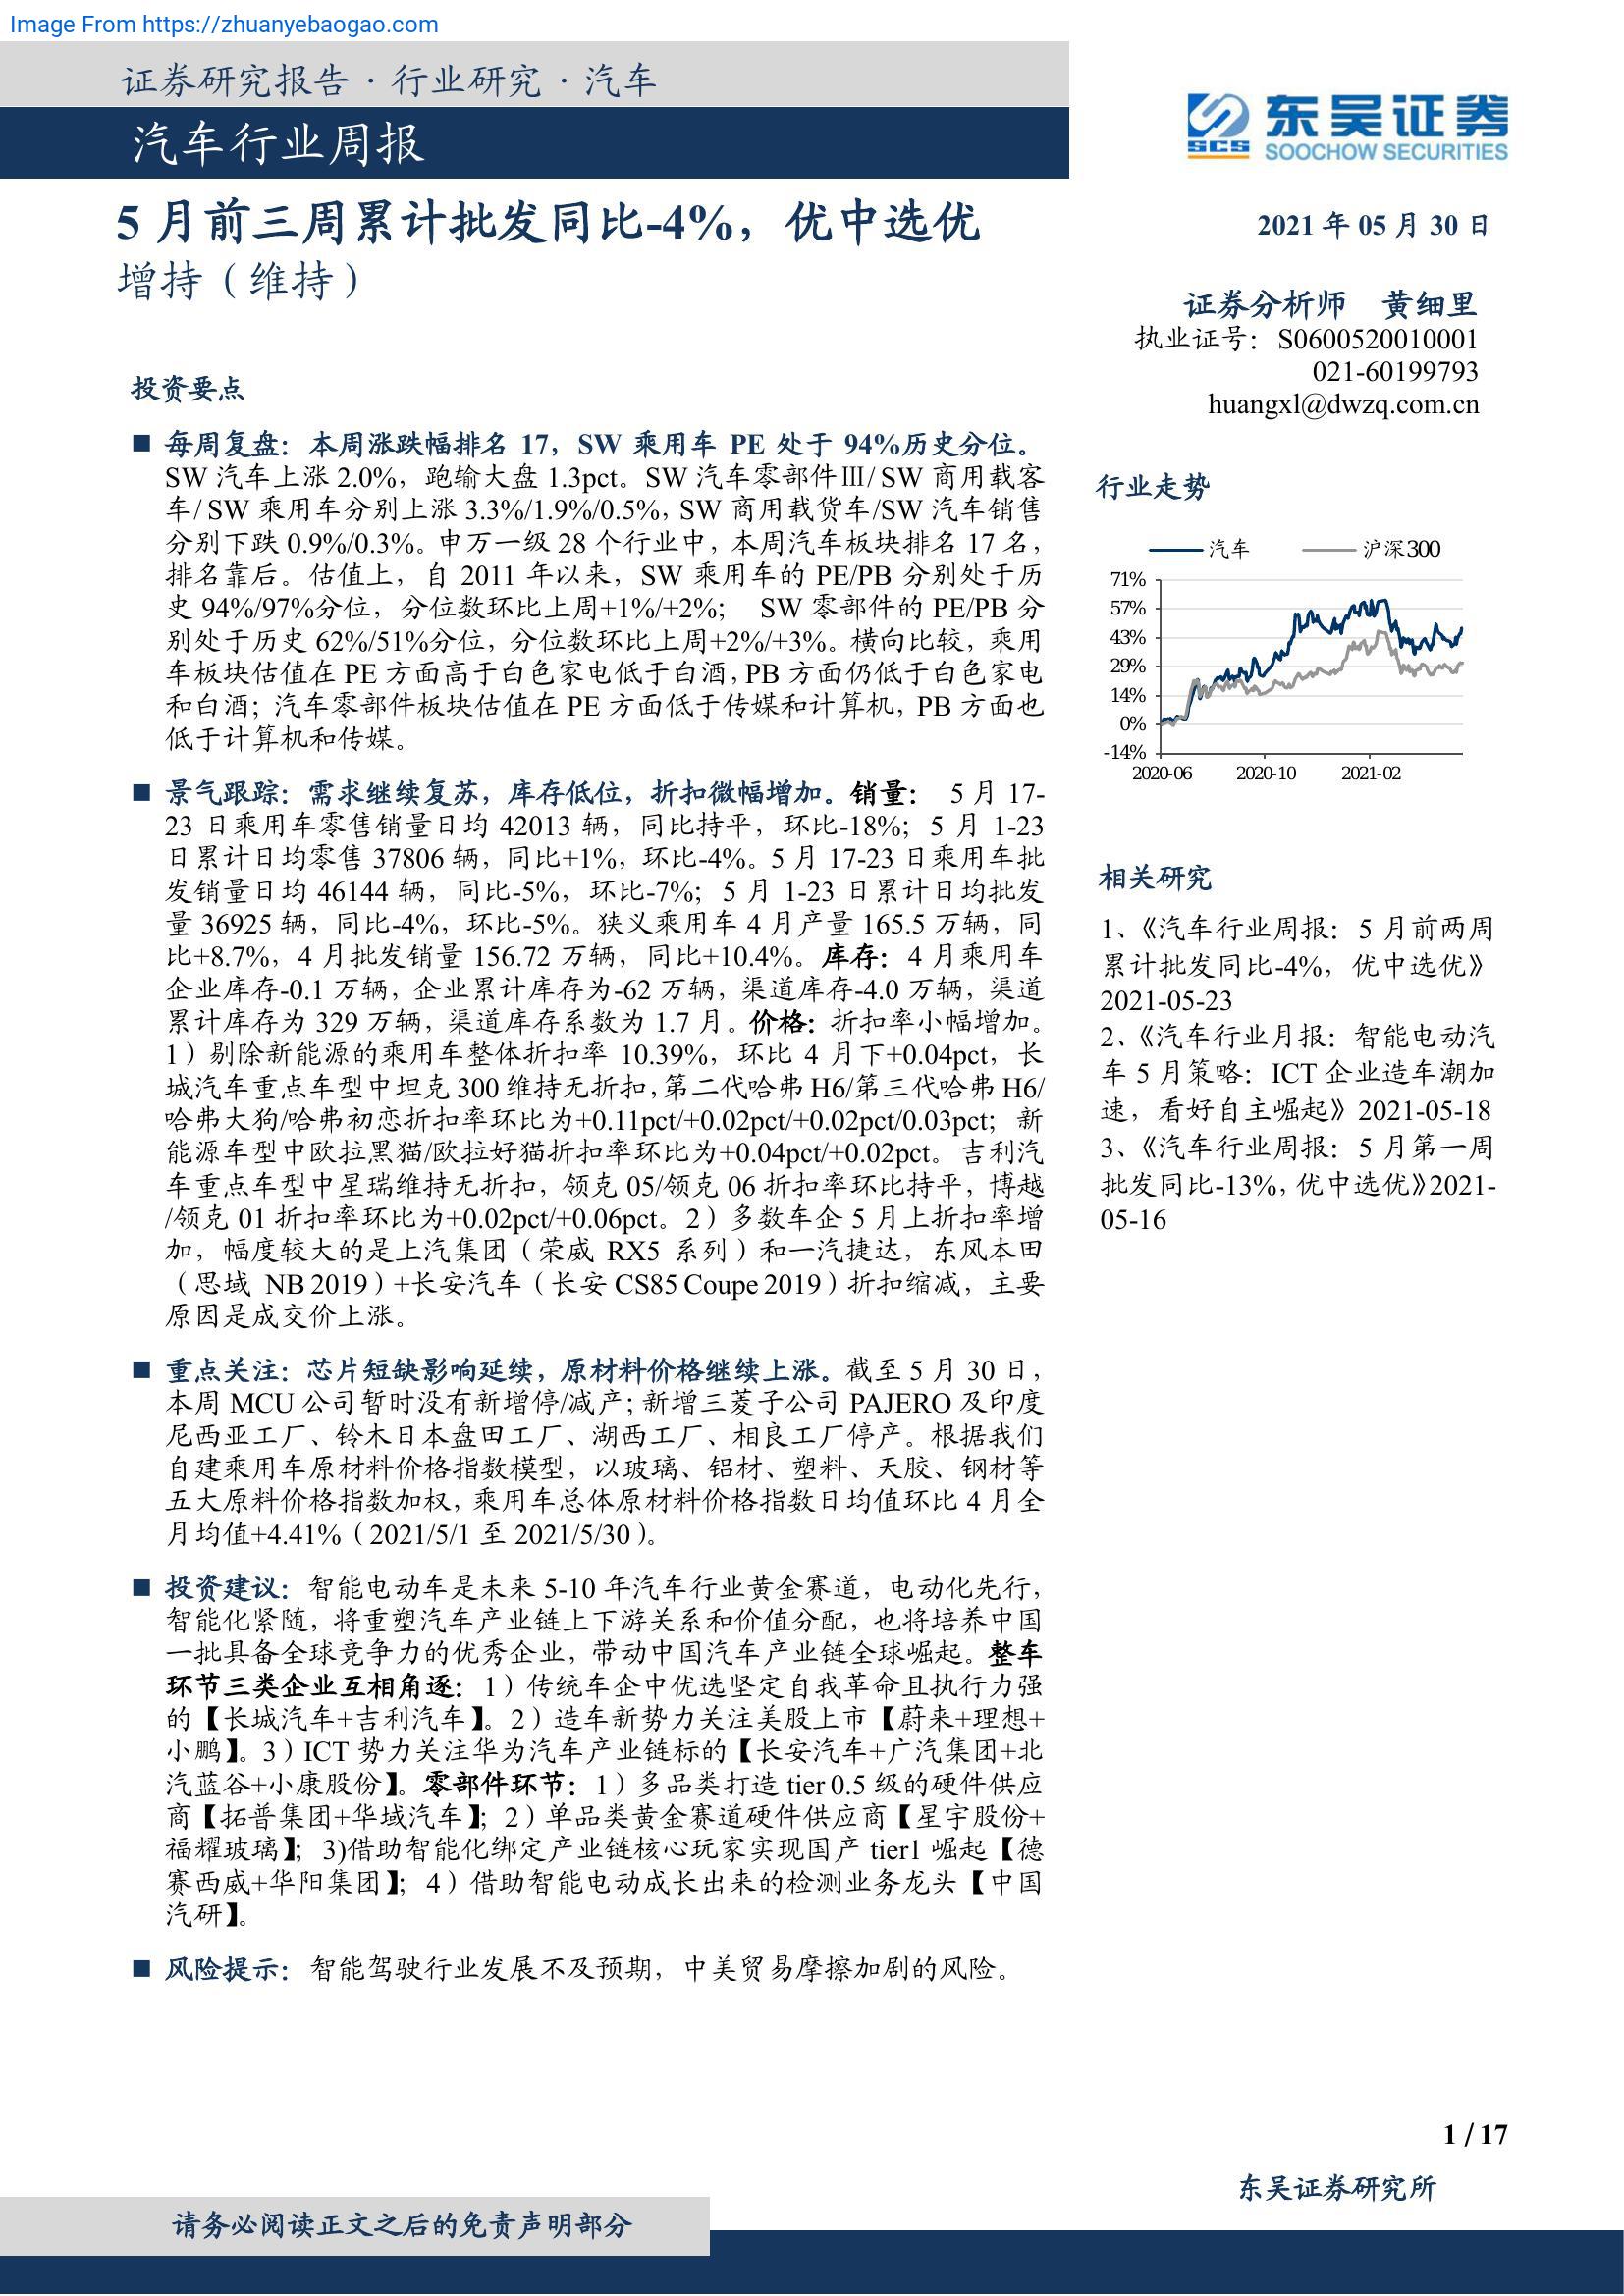 Image From https://zhuanyebaogao.com
证券研究报告·行业研究·汽车
汽车行业周报
东吴证券
SCS SOOCHOW SECURITIES
5 月前三周累计批发同比-4%，优中选优
增持（维持）
2021 年 05 月 30 日
证券分析师 黄细里
执业证号：S0600520010001
021-60199793
huangxl@dwzq.com.cn
投资要点
■ 每周复盘：本周涨跌幅排名 17，SW 乘用车 PE 处于 94%历史分位。
SW 汽车上涨 2.0%，跑输大盘 1.3pct。SW 汽车零部件Ⅲ/ SW 商用载客
车/ SW 乘用车分别上涨 3.3%/1.9%/0.5%，SW 商用载货车/SW 汽车销售
分别下跌 0.9%/0.3%。申万一级 28 个行业中，本周汽车板块排名 17 名，
排名靠后。估值上，自 2011 年以来，SW 乘用车的 PE/PB 分别处于历
史 94%/97%分位，分位数环比上周+1%/+2%； SW 零部件的 PE/PB 分
别处于历史 62%/51%分位，分位数环比上周+2%/+3%。横向比较，乘用
车板块估值在 PE 方面高于白色家电低于白酒，PB 方面仍低于白色家电
和白酒；汽车零部件板块估值在 PE 方面低于传媒和计算机，PB 方面也
低于计算机和传媒。
■ 景气跟踪：需求继续复苏，库存低位，折扣微幅增加。销量： 5 月 17-
23 日乘用车零售销量日均 42013 辆，同比持平，环比-18%；5 月 1-23
日累计日均零售 37806 辆，同比+1%，环比-4%。5 月 17-23 日乘用车批
发销量日均 46144 辆，同比-5%，环比-7%；5 月 1-23 日累计日均批发
量 36925 辆，同比-4%，环比-5%。狭义乘用车 4 月产量 165.5 万辆，同
比+8.7%，4 月批发销量 156.72 万辆，同比+10.4%。库存：4 月乘用车
企业库存-0.1 万辆，企业累计库存为-62 万辆，渠道库存-4.0 万辆，渠道
累计库存为 329 万辆，渠道库存系数为 1.7 月。价格：折扣率小幅增加。
1）剔除新能源的乘用车整体折扣率 10.39%，环比 4 月下+0.04pct，长
城汽车重点车型中坦克 300 维持无折扣，第二代哈弗 H6/第三代哈弗 H6/
哈弗大狗/哈弗初恋折扣率环比为+0.11pct/+0.02pct/+0.02pct/0.03pct；新
能源车型中欧拉黑猫/欧拉好猫折扣率环比为+0.04pct/+0.02pct。吉利汽
车重点车型中星瑞维持无折扣，领克 05/领克 06 折扣率环比持平，博越
/领克 01 折扣率环比为+0.02pct/+0.06pct。2）多数车企 5 月上折扣率增
加，幅度较大的是上汽集团（荣威 RX5 系列）和一汽捷达，东风本田
（思域 NB 2019）+长安汽车（长安 CS85 Coupe 2019）折扣缩减，主要
原因是成交价上涨。
■ 重点关注：芯片短缺影响延续，原材料价格继续上涨。截至 5 月 30 日，
本周 MCU 公司暂时没有新增停/减产；新增三菱子公司 PAJERO 及印度
尼西亚工厂、铃木日本盘田工厂、湖西工厂、相良工厂停产。根据我们
自建乘用车原材料价格指数模型，以玻璃、铝材、塑料、天胶、钢材等
五大原料价格指数加权，乘用车总体原材料价格指数日均值环比 4 月全
月均值+4.41%（2021/5/1 至 2021/5/30）。
■ 投资建议：智能电动车是未来 5-10 年汽车行业黄金赛道，电动化先行，
智能化紧随，将重塑汽车产业链上下游关系和价值分配，也将培养中国
一批具备全球竞争力的优秀企业，带动中国汽车产业链全球崛起。整车
环节三类企业互相角逐：1）传统车企中优选坚定自我革命且执行力强
的【长城汽车+吉利汽车】。2）造车新势力关注美股上市【蔚来+理想+
小鹏】。3）ICT 势力关注华为汽车产业链标的【长安汽车+广汽集团+北
汽蓝谷+小康股份】。零部件环节：1）多品类打造 tier 0.5 级的硬件供应
商【拓普集团+华域汽车】；2）单品类黄金赛道硬件供应商【星宇股份+
福耀玻璃】；3)借助智能化绑定产业链核心玩家实现国产 tier1 崛起【德
赛西威+华阳集团】；4）借助智能电动成长出来的检测业务龙头【中国
汽研】。
■ 风险提示：智能驾驶行业发展不及预期，中美贸易摩擦加剧的风险。
行业走势
汽车 沪深300
71%
57%
43%
29%
14%
0%
-14%
2020-06 2020-10 2021-02
相关研究
1、《汽车行业周报：5 月前两周
累计批发同比-4%，优中选优》
2021-05-23
2、《汽车行业月报：智能电动汽
车 5 月策略：ICT 企业造车潮加
速，看好自主崛起》2021-05-18
3、《汽车行业周报：5 月第一周
批发同比-13%，优中选优》2021-
05-16
1 / 17
东吴证券研究所
请务必阅读正文之后的免责声明部分